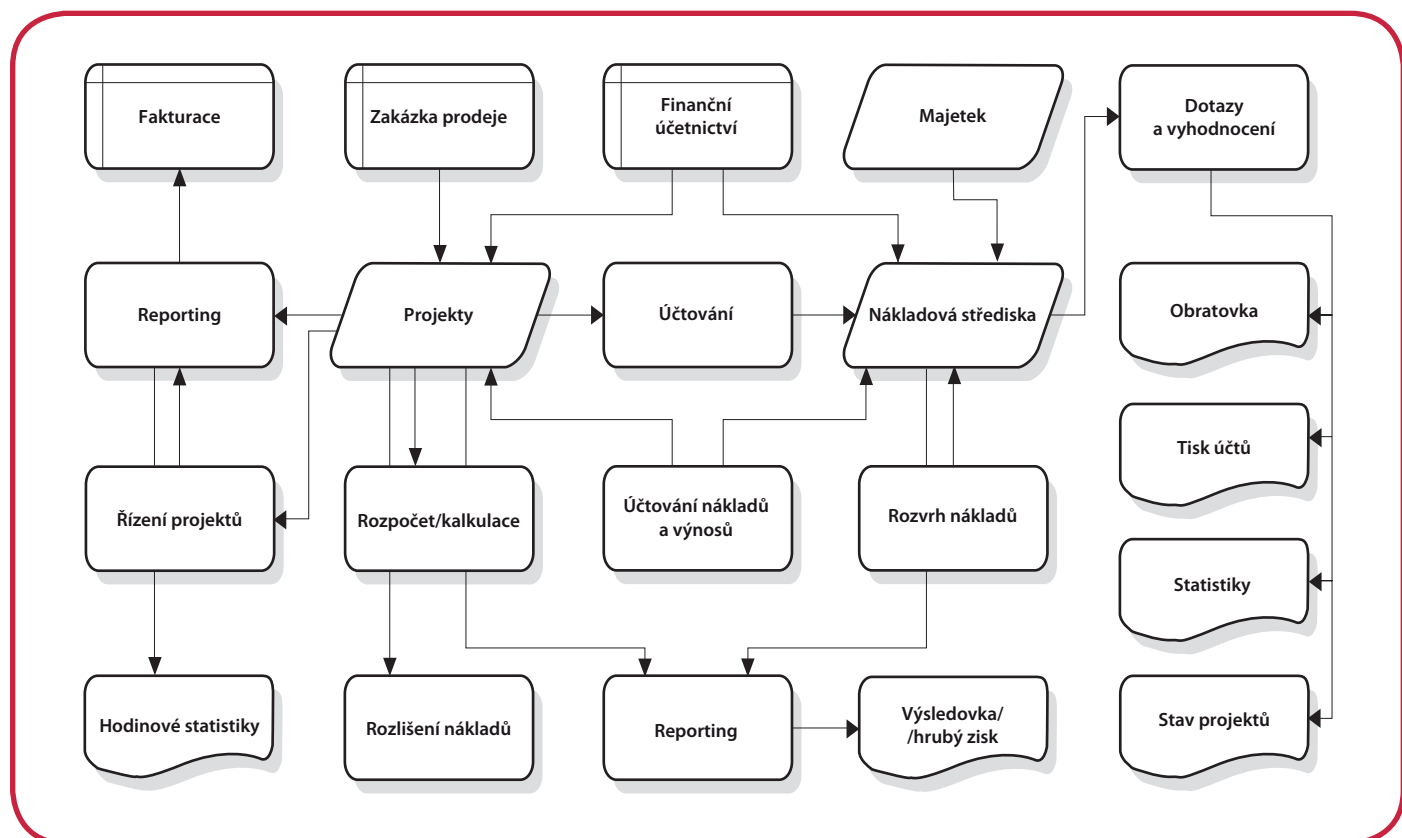 Fakturace
Zakázka prodeje
Finanční
účetnictví
Majetek
Dotazy
a vyhodnocení
Reporting
Projekty
Účtování
Nákladová střediska
Obratovka
Tisk účtů
Řízení projektů
Rozpočet/kalkulace
Účtování nákladů
a výnosů
Rozvrh nákladů
Statistiky
Hodinové statistiky
Rozlišení nákladů
Reporting
Výsledovka/
/hrubý zisk
Stav projektů